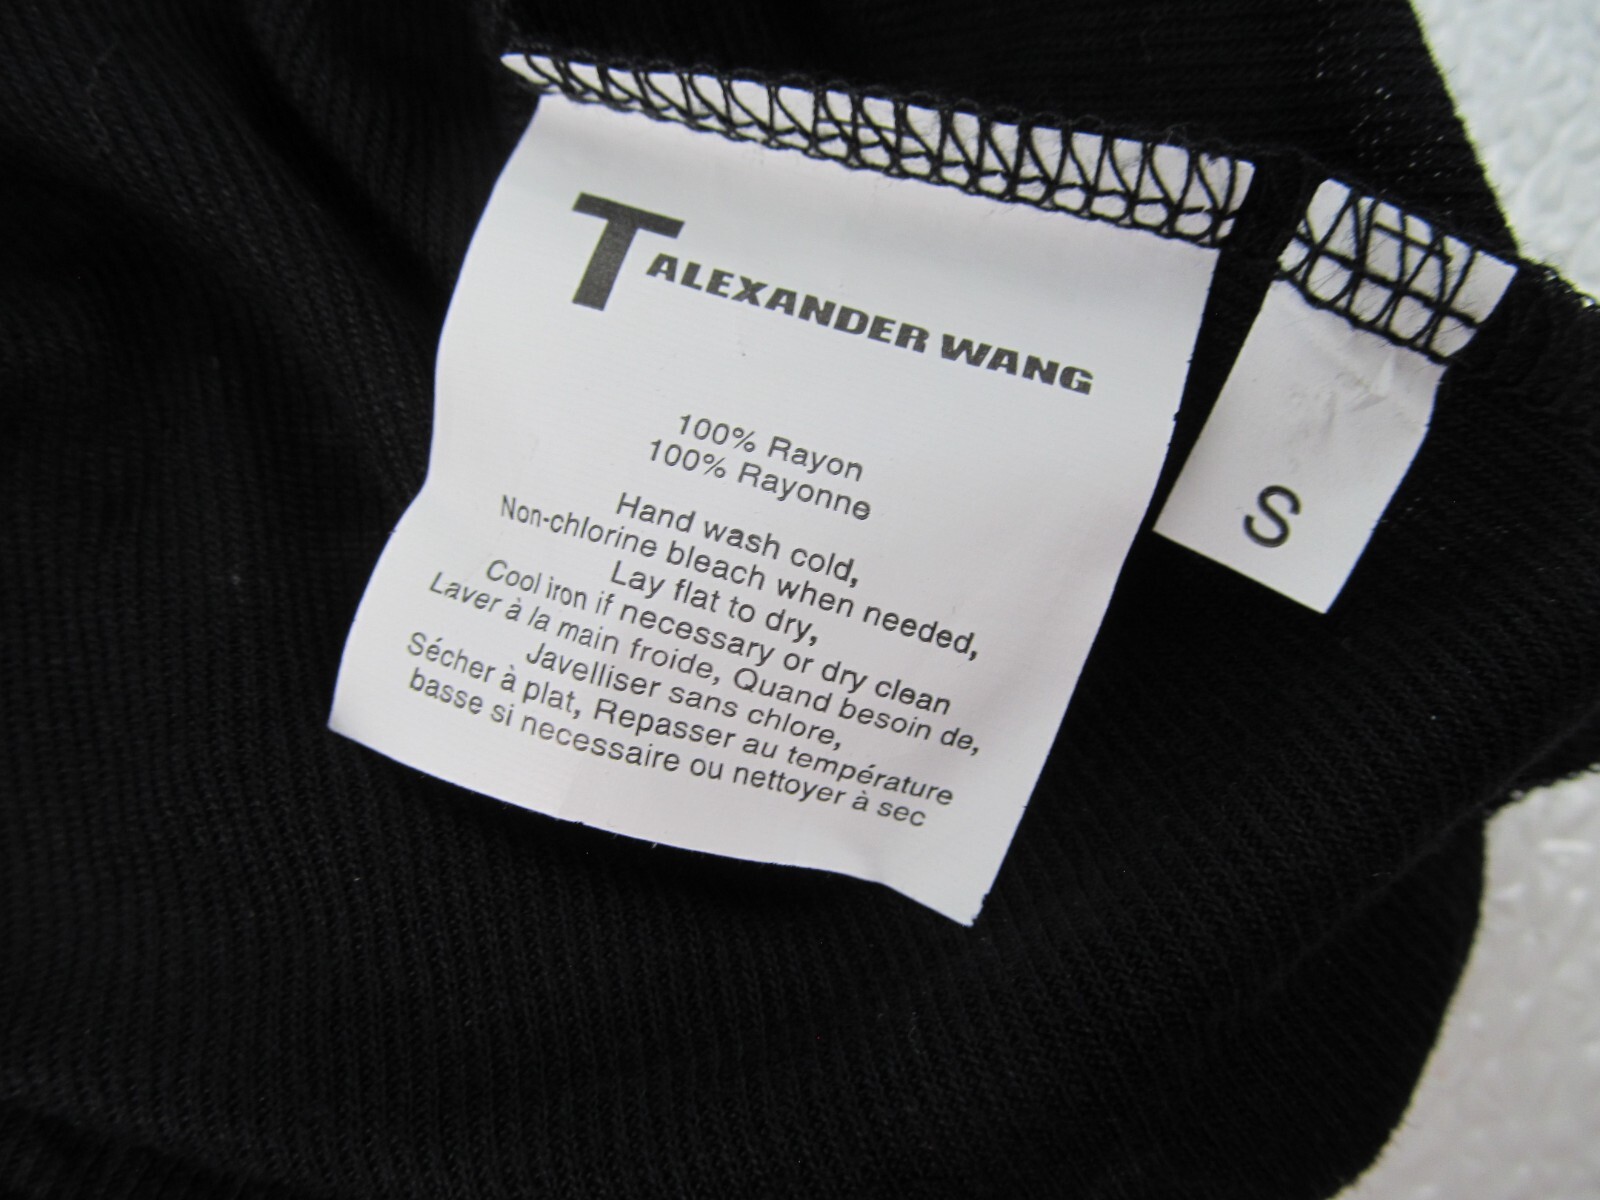 T ALEXANDER WANG
100% Rayon
100% Rayonne
Hand wash cold,
Non-chlorine bleach when needed,
Lay flat to dry,
Cool iron if necessary or dry clean
Laver à la main froide, Quand besoin de,
Javelliser sans chlore,
Sécher à plat, Repasser au température
basse si necessaire ou nettoyer à sec
S